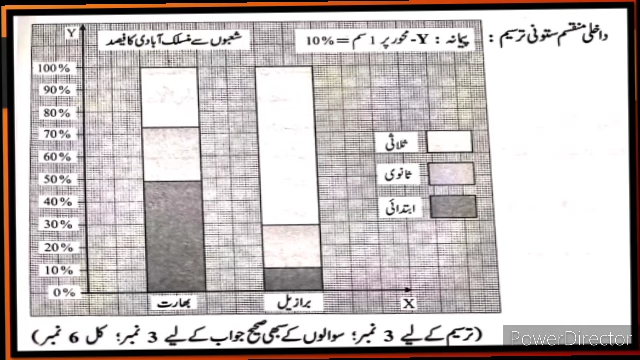 داخلی منقسم ستونی ترسیم :
پیمانہ : Y- محور پر 1 سم = 10%
شعبوں سے منسلک آبادی کا فیصد
Y
100%
90%
80%
70%
60%
50%
40%
30%
20%
10%
0%
ثلاثی
ثانوی
ابتدائی
بھارت
برازیل
X
(ترسیم کے لیے 3 نمبر؛ سوالوں کے بھی صحیح جواب کے لیے 3 نمبر؛ کل 6 نمبر)
PowerDirector